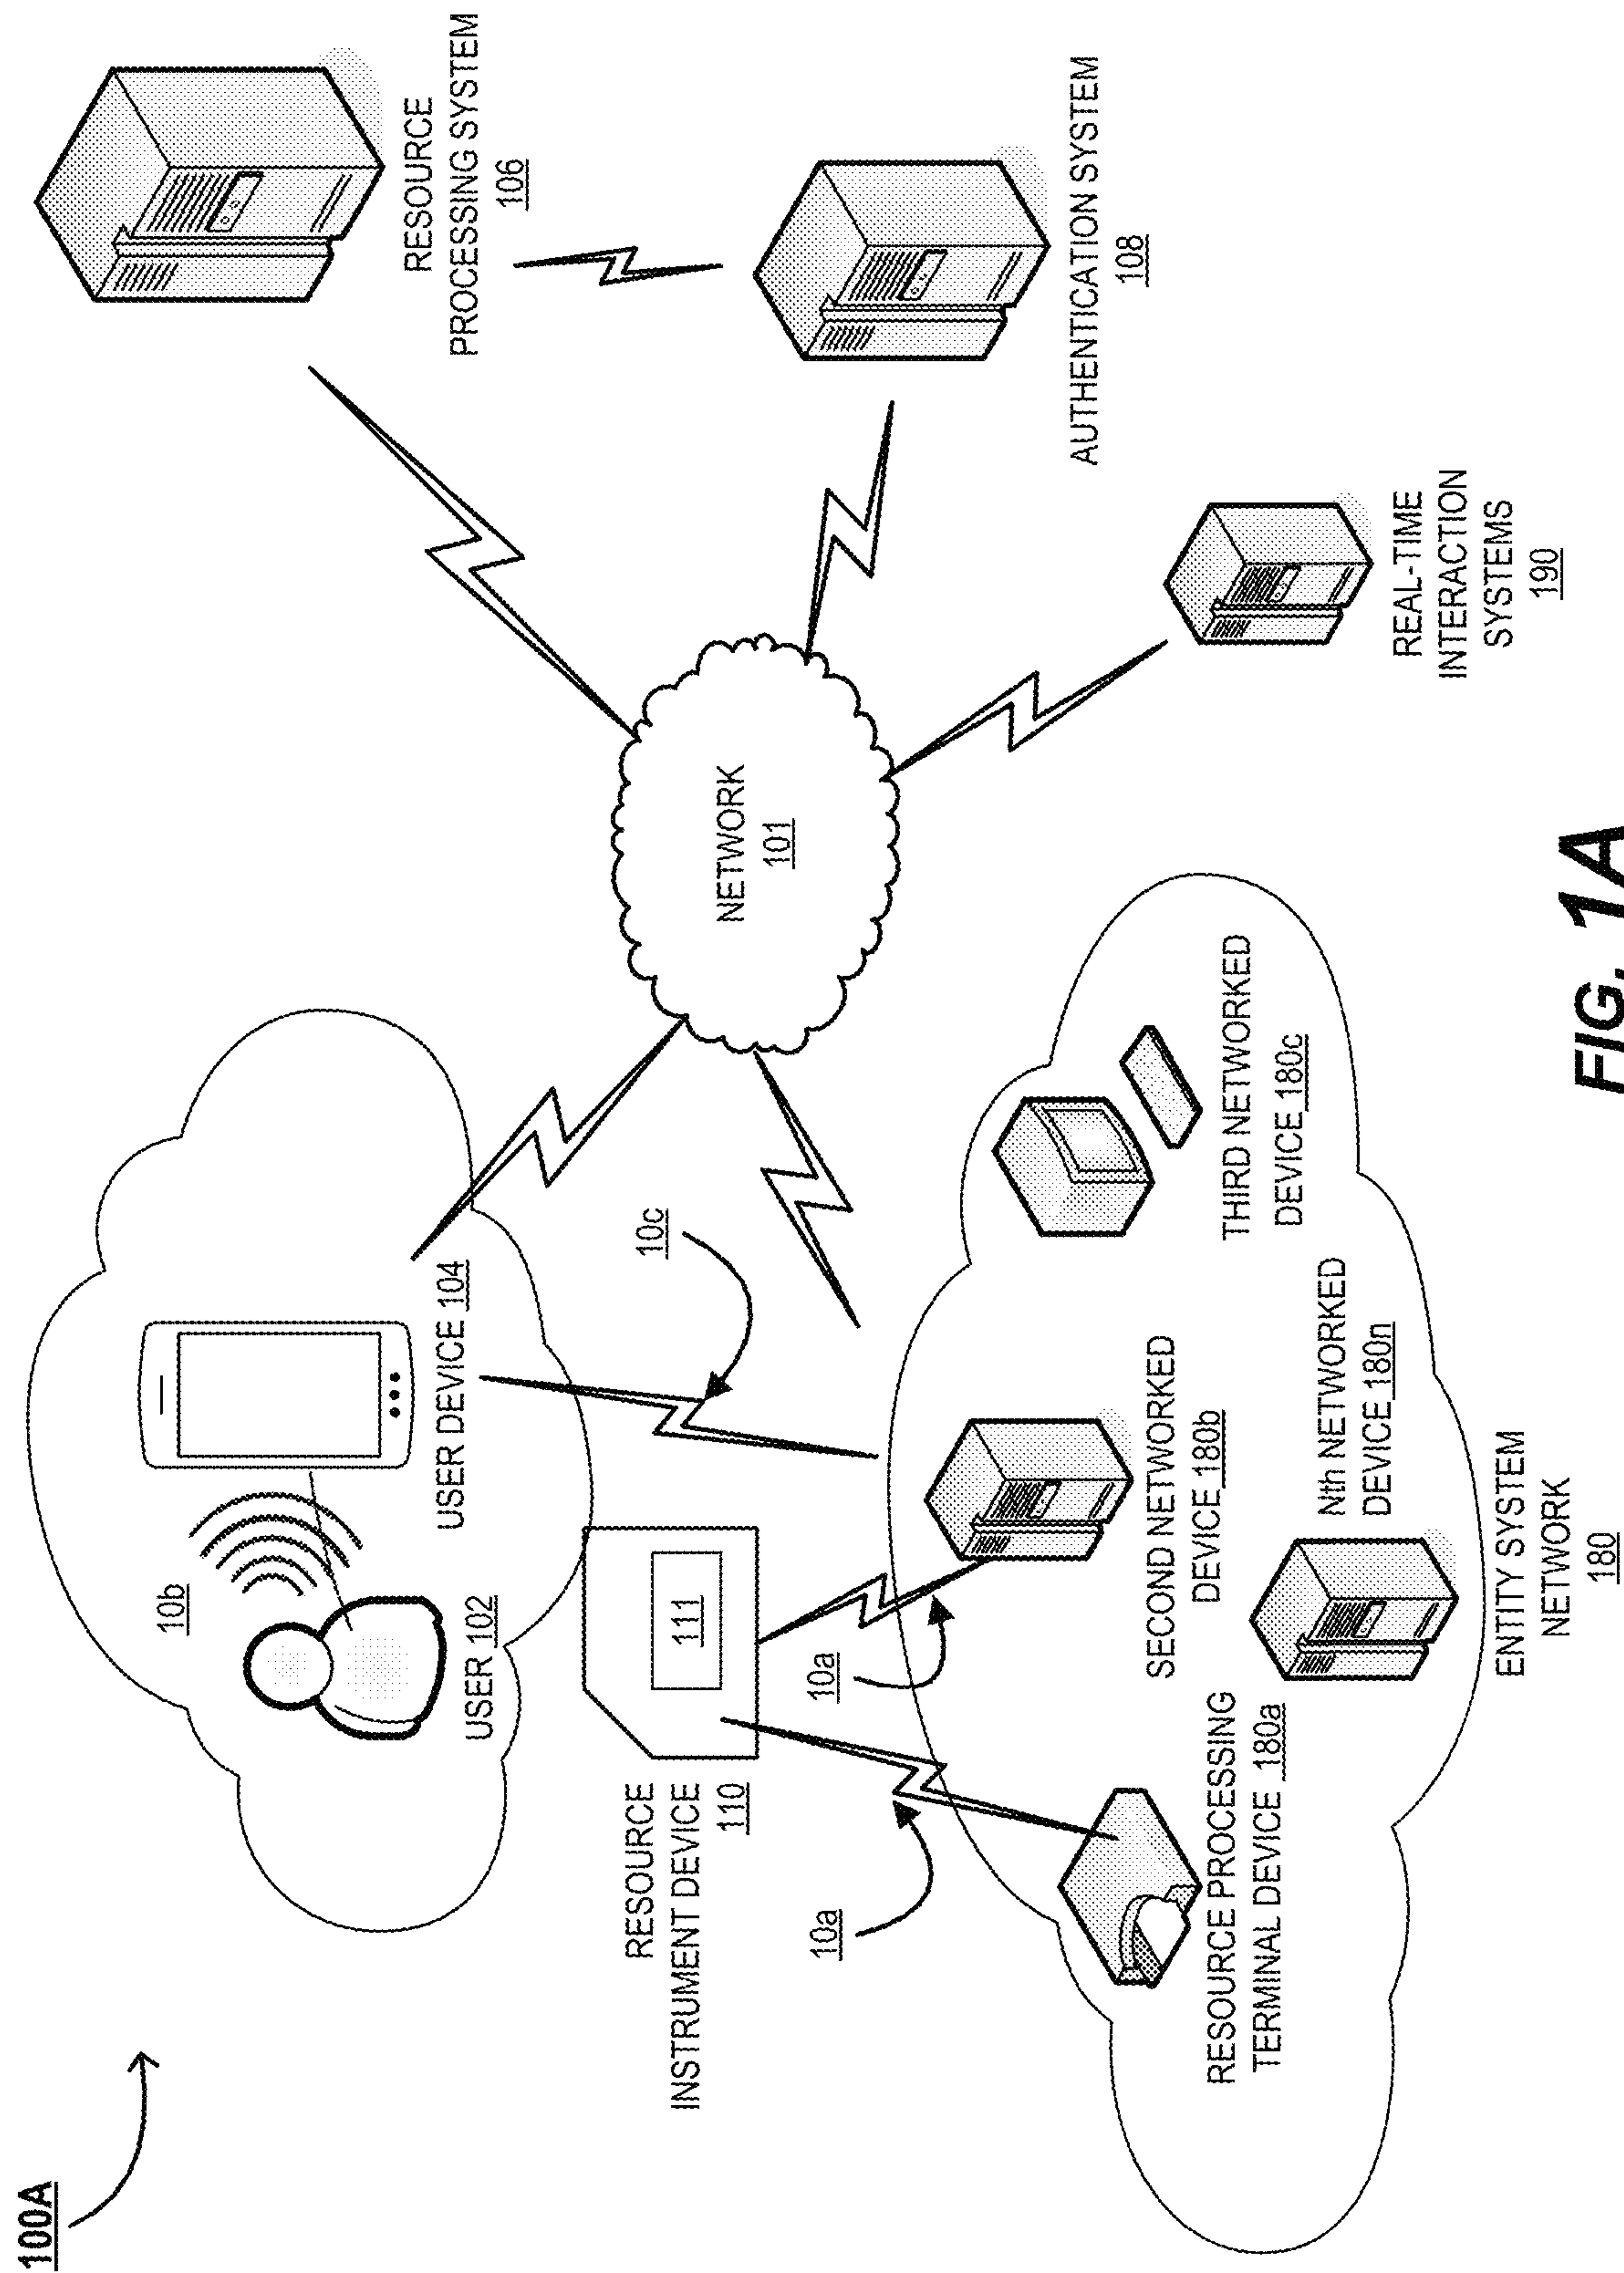 100A
10b
USER 102
USER DEVICE 104
RESOURCE
PROCESSING SYSTEM
106
RESOURCE
INSTRUMENT DEVICE
110
111
10a
10a
10c
NETWORK
101
AUTHENTICATION SYSTEM
108
RESOURCE PROCESSING
TERMINAL DEVICE 180a
SECOND NETWORKED
DEVICE 180b
THIRD NETWORKED
DEVICE 180c
Nth NETWORKED
DEVICE 180n
REAL-TIME
INTERACTION
SYSTEMS
190
ENTITY SYSTEM
NETWORK
180
FIG. 1A